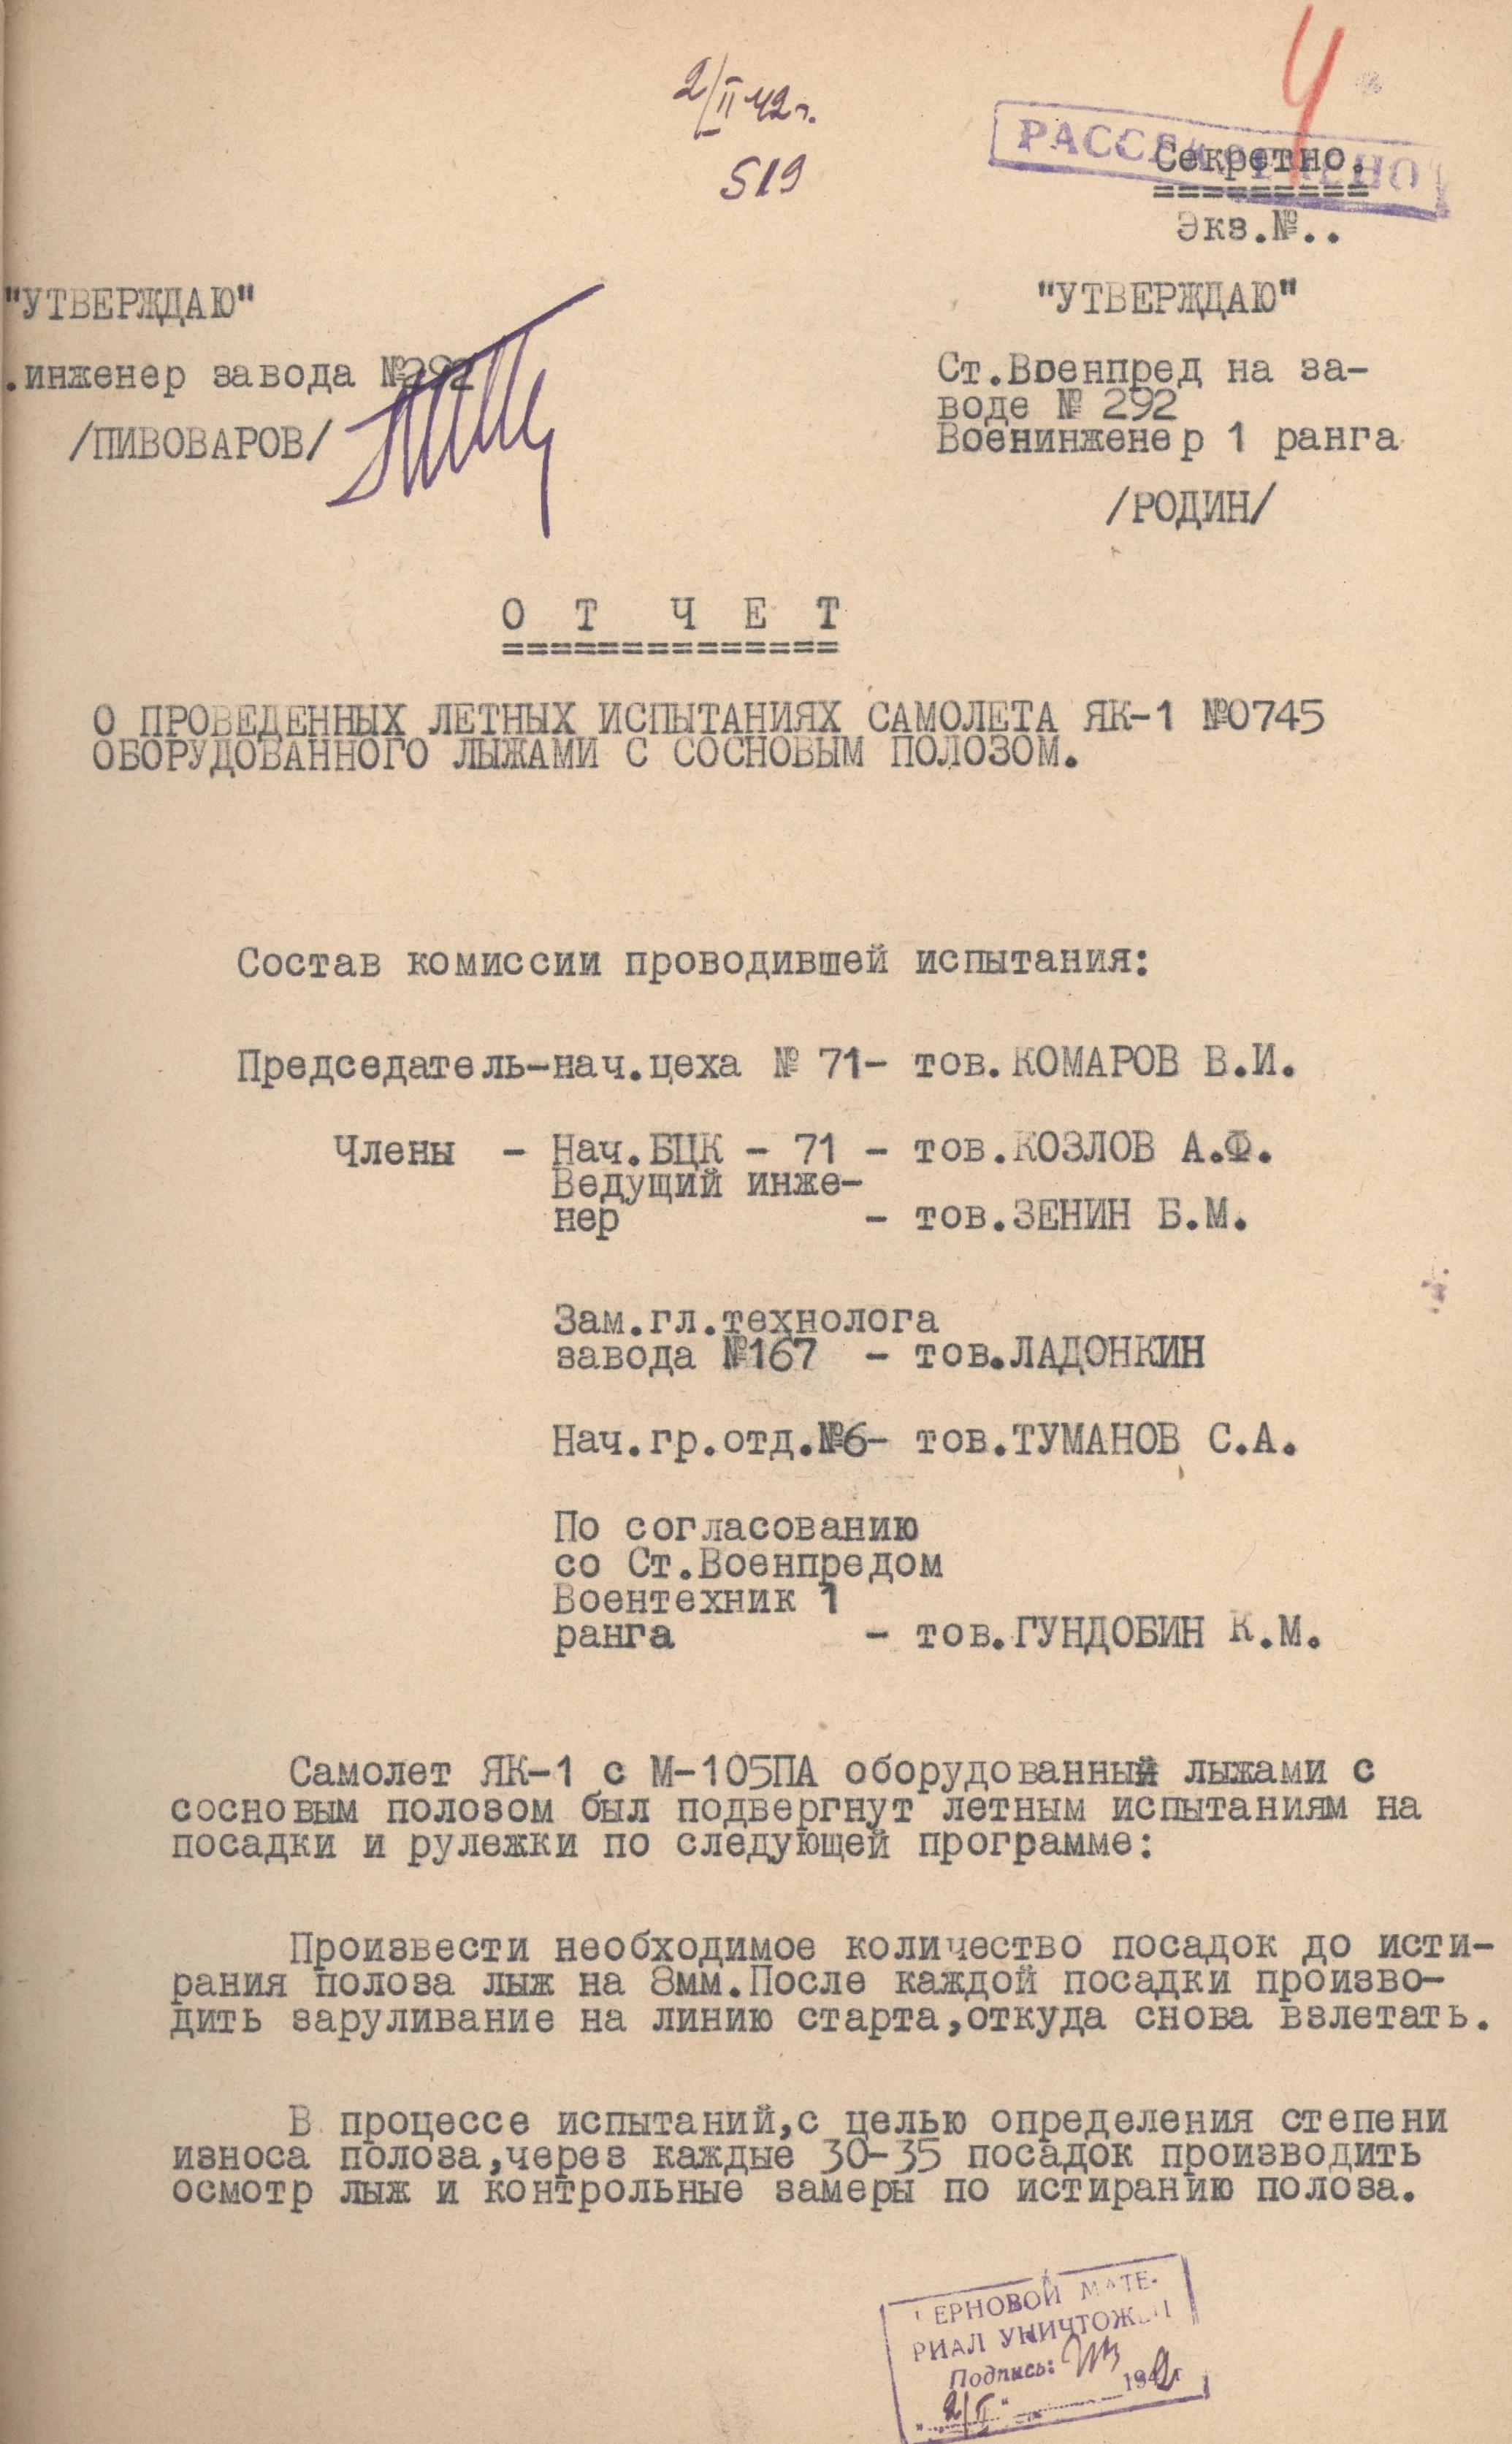 2/II 42г.
519
РАССЕКРЕЧЕНО
Секретно.
Экз.№..
"УТВЕРЖДАЮ"
.инженер завода №292
/ПИВОВАРОВ/
"УТВЕРЖДАЮ"
Ст.Военпред на за-
воде № 292
Военинженер 1 ранга
/РОДИН/
О Т Ч Е Т
О ПРОВЕДЕННЫХ ЛЕТНЫХ ИСПЫТАНИЯХ САМОЛЕТА ЯК-1 №0745
ОБОРУДОВАННОГО ЛЫЖАМИ С СОСНОВЫМ ПОЛОЗОМ.
Состав комиссии проводившей испытания:
Председатель-нач.цеха № 71- тов.КОМАРОВ В.И.
Члены - Нач.БЦК - 71 - тов.КОЗЛОВ А.Ф.
Ведущий инже-
нер - тов.ЗЕНИН Б.М.
Зам.гл.технолога
завода №167 - тов.ЛАДОНКИН
Нач.гр.отд.№6- тов.ТУМАНОВ С.А.
По согласованию
со Ст.Военпредом
Воентехник 1
ранга - тов.ГУНДОБИН К.М.
Самолет ЯК-1 с М-105ПА оборудованный лыжами с
сосновым полозом был подвергнут летным испытаниям на
посадки и рулежки по следующей программе:
Произвести необходимое количество посадок до исти-
рания полоза лыж на 8мм.После каждой посадки произво-
дить заруливание на линию старта,откуда снова взлетать.
В процессе испытаний,с целью определения степени
износа полоза,через каждые 30-35 посадок производить
осмотр лыж и контрольные замеры по истиранию полоза.
ЧЕРНОВОЙ МАТЕ-
РИАЛ УНИЧТОЖЕН
Подпись:
"2/II" 1942г